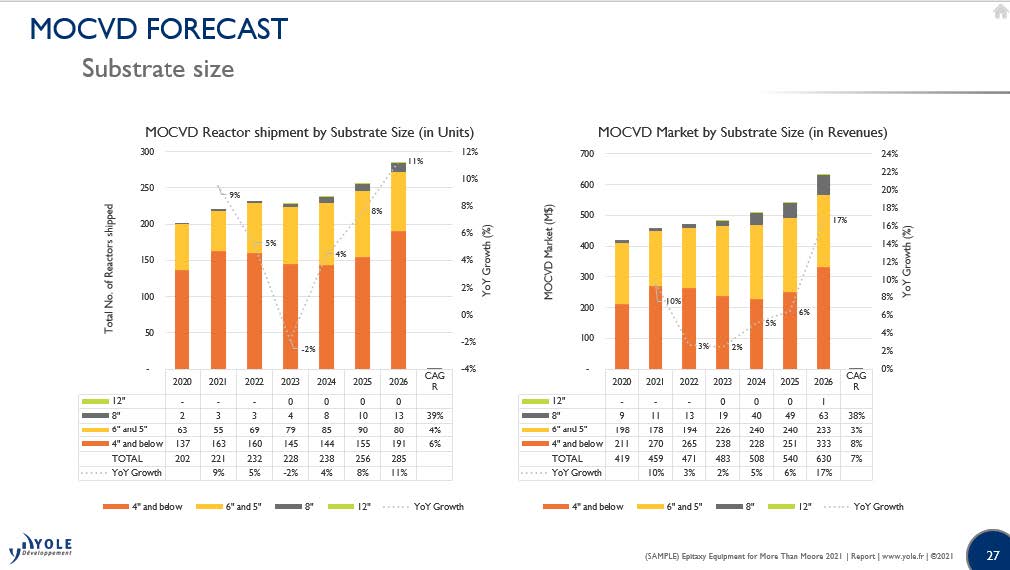 MOCVD FORECAST
Substrate size
MOCVD Reactor shipment by Substrate Size (in Units)
Total No. of Reactors shipped
300
250
200
150
100
50
-
12%
10%
8%
6%
4%
2%
0%
-2%
-4%
YoY Growth (%)
9%
5%
-2%
4%
8%
11%
2020 2021 2022 2023 2024 2025 2026 CAG
R
12" - - - 0 0 0 0
8" 2 3 3 4 8 10 13 39%
6" and 5" 63 55 69 79 85 90 80 4%
4" and below 137 163 160 145 144 155 191 6%
TOTAL 202 221 232 228 238 256 285
YoY Growth 9% 5% -2% 4% 8% 11%
4" and below 6" and 5" 8" 12" YoY Growth
MOCVD Market by Substrate Size (in Revenues)
MOCVD Market (M$)
700
600
500
400
300
200
100
-
24%
22%
20%
18%
16%
14%
12%
10%
8%
6%
4%
2%
0%
YoY Growth (%)
10%
3%
2%
5%
6%
17%
2020 2021 2022 2023 2024 2025 2026 CAG
R
12" - - - 0 0 0 1
8" 9 11 13 19 40 49 63 38%
6" and 5" 198 178 194 226 240 240 233 3%
4" and below 211 270 265 238 228 251 333 8%
TOTAL 419 459 471 483 508 540 630 7%
YoY Growth 10% 3% 2% 5% 6% 17%
4" and below 6" and 5" 8" 12" YoY Growth
YOLE
Développement
(SAMPLE) Epitaxy Equipment for More Than Moore 2021 | Report | www.yole.fr | ©2021
27